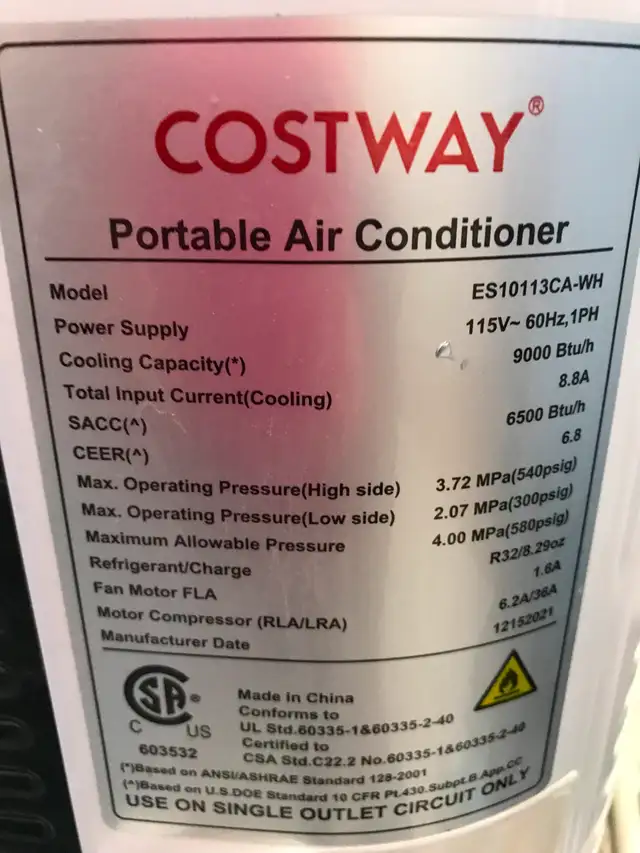 COSTWAY®
Portable Air Conditioner
Model ES10113CA-WH
Power Supply 115V~ 60Hz,1PH
Cooling Capacity(*) 9000 Btu/h
Total Input Current(Cooling) 8.8A
SACC(^) 6500 Btu/h
CEER(^) 6.8
Max. Operating Pressure(High side) 3.72 MPa(540psig)
Max. Operating Pressure(Low side) 2.07 MPa(300psig)
Maximum Allowable Pressure 4.00 MPa(580psig)
Refrigerant/Charge R32/8.29oz
Fan Motor FLA 1.6A
Motor Compressor (RLA/LRA) 6.2A/36A
Manufacturer Date 12152021
SA®
C US
603532
Made in China
Conforms to
UL Std.60335-1&60335-2-40
Certified to
CSA Std.C22.2 No.60335-1&60335-2-40
(*)Based on ANSI/ASHRAE Standard 128-2001
(^)Based on U.S.DOE Standard 10 CFR Pt.430.Subpt.B.App.CC
USE ON SINGLE OUTLET CIRCUIT ONLY